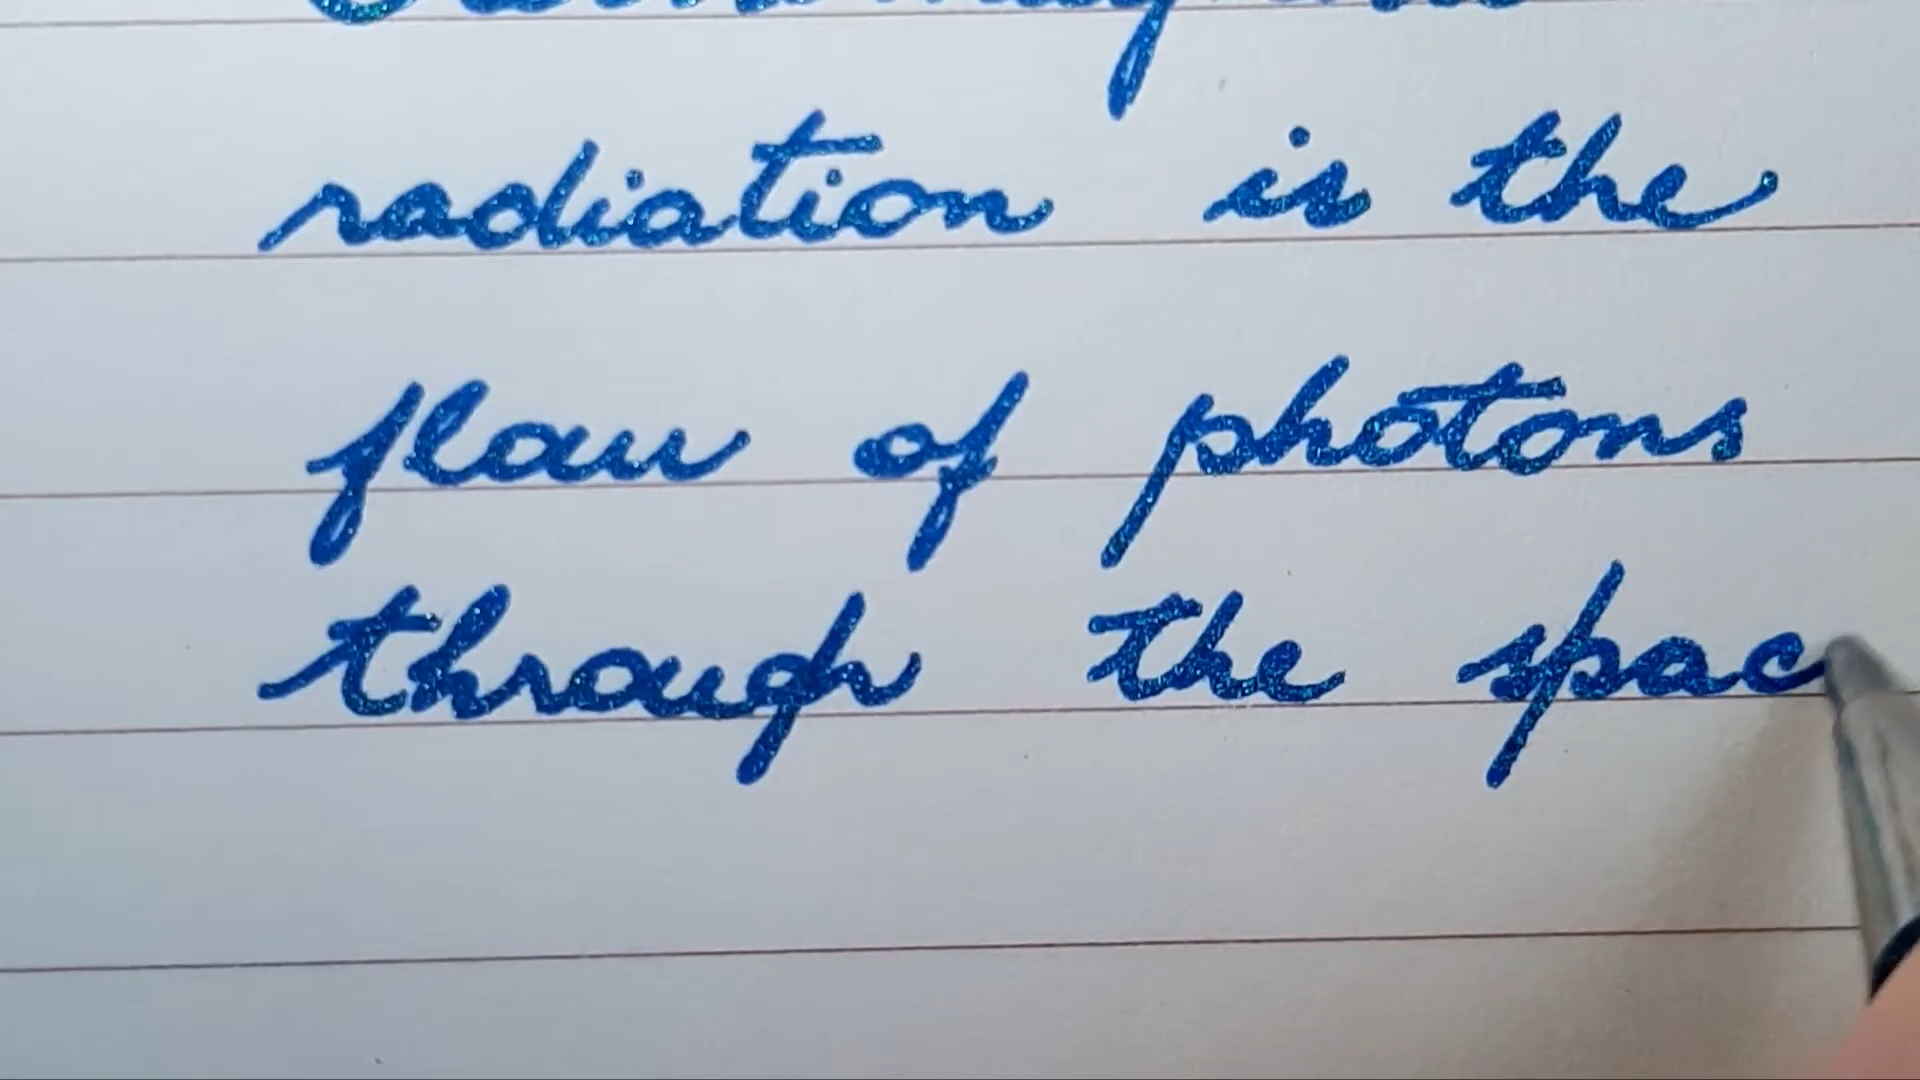 radiation is the
flow of photons
through the spac